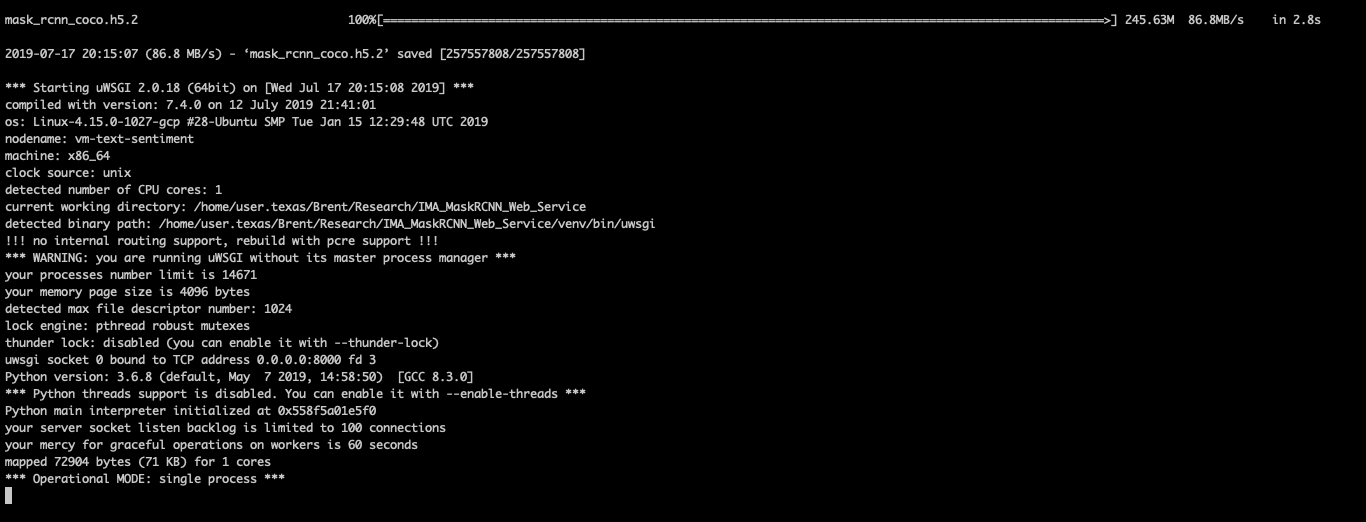 mask_rcnn_coco.h5.2 100%[=======================================================================================================>] 245.63M 86.8MB/s in 2.8s
2019-07-17 20:15:07 (86.8 MB/s) - ‘mask_rcnn_coco.h5.2’ saved [257557808/257557808]
*** Starting uWSGI 2.0.18 (64bit) on [Wed Jul 17 20:15:08 2019] ***
compiled with version: 7.4.0 on 12 July 2019 21:41:01
os: Linux-4.15.0-1027-gcp #28-Ubuntu SMP Tue Jan 15 12:29:48 UTC 2019
nodename: vm-text-sentiment
machine: x86_64
clock source: unix
detected number of CPU cores: 1
current working directory: /home/user.texas/Brent/Research/IMA_MaskRCNN_Web_Service
detected binary path: /home/user.texas/Brent/Research/IMA_MaskRCNN_Web_Service/venv/bin/uwsgi
!!! no internal routing support, rebuild with pcre support !!!
*** WARNING: you are running uWSGI without its master process manager ***
your processes number limit is 14671
your memory page size is 4096 bytes
detected max file descriptor number: 1024
lock engine: pthread robust mutexes
thunder lock: disabled (you can enable it with --thunder-lock)
uwsgi socket 0 bound to TCP address 0.0.0.0:8000 fd 3
Python version: 3.6.8 (default, May  7 2019, 14:58:50)  [GCC 8.3.0]
*** Python threads support is disabled. You can enable it with --enable-threads ***
Python main interpreter initialized at 0x558f5a01e5f0
your server socket listen backlog is limited to 100 connections
your mercy for graceful operations on workers is 60 seconds
mapped 72904 bytes (71 KB) for 1 cores
*** Operational MODE: single process ***